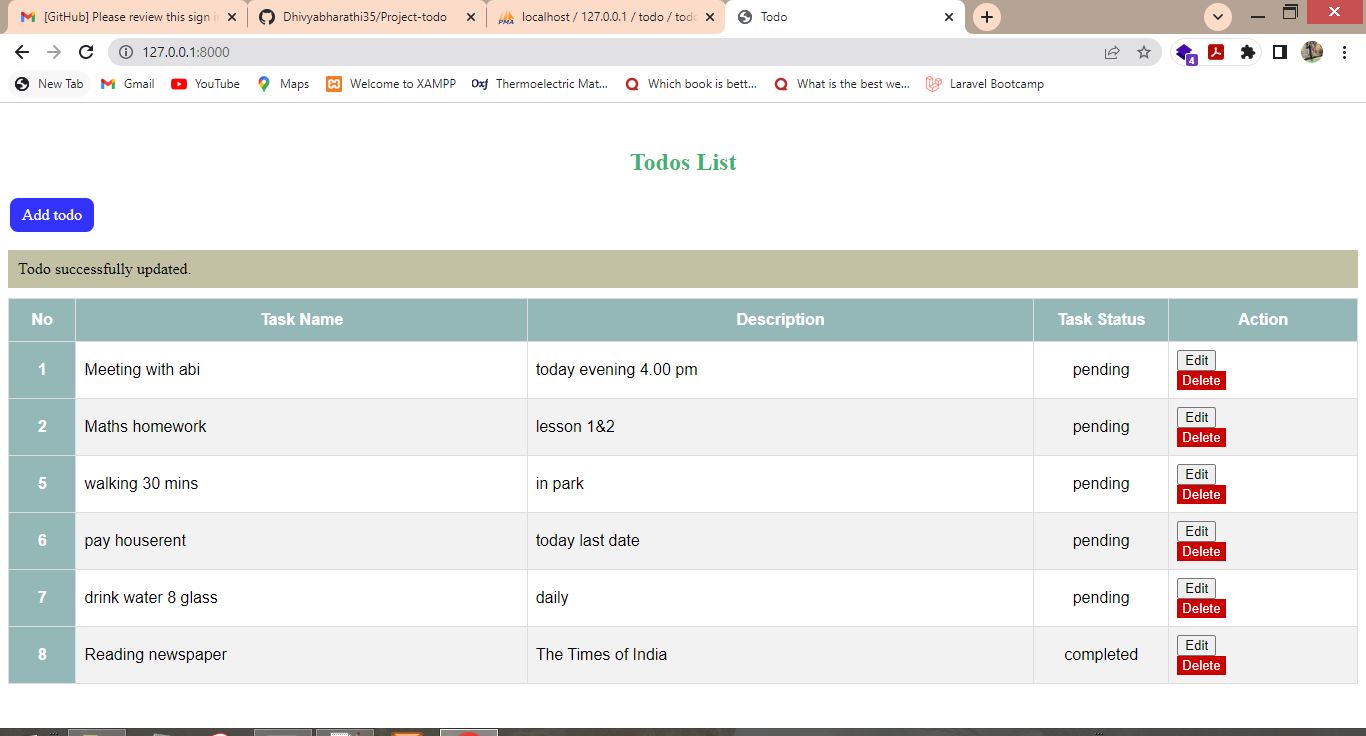 [GitHub] Please review this sign i
Dhivyabharathi35/Project-todo
localhost / 127.0.0.1 / todo / todo
Todo
127.0.0.1:8000
4
New Tab
Gmail
YouTube
Maps
Welcome to XAMPP
Oxf Thermoelectric Mat...
Which book is bett...
What is the best we...
Laravel Bootcamp
Todos List
Add todo
Todo successfully updated.
No Task Name Description Task Status Action
1 Meeting with abi today evening 4.00 pm pending Edit
Delete
2 Maths homework lesson 1&2 pending Edit
Delete
5 walking 30 mins in park pending Edit
Delete
6 pay houserent today last date pending Edit
Delete
7 drink water 8 glass daily pending Edit
Delete
8 Reading newspaper The Times of India completed Edit
Delete